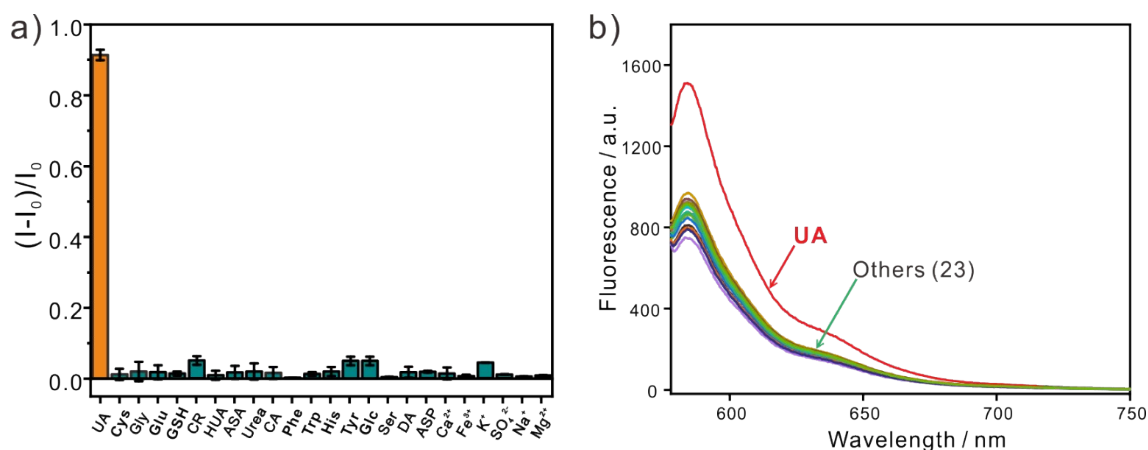 a)
(I-I₀)/I₀
1.0
0.8
0.6
0.4
0.2
0.0
UA
Cys
Gly
Glu
GSH
CR
HUA
ASA
Urea
CA
Phe
Trp
His
Tyr
Glc
Ser
DA
ASP
Ca²⁺
Fe³⁺
K⁺
SO₄²⁻
Na⁺
Mg²⁺
b)
Fluorescence / a.u.
1600
1200
800
400
0
UA
Others (23)
600
650
700
750
Wavelength / nm